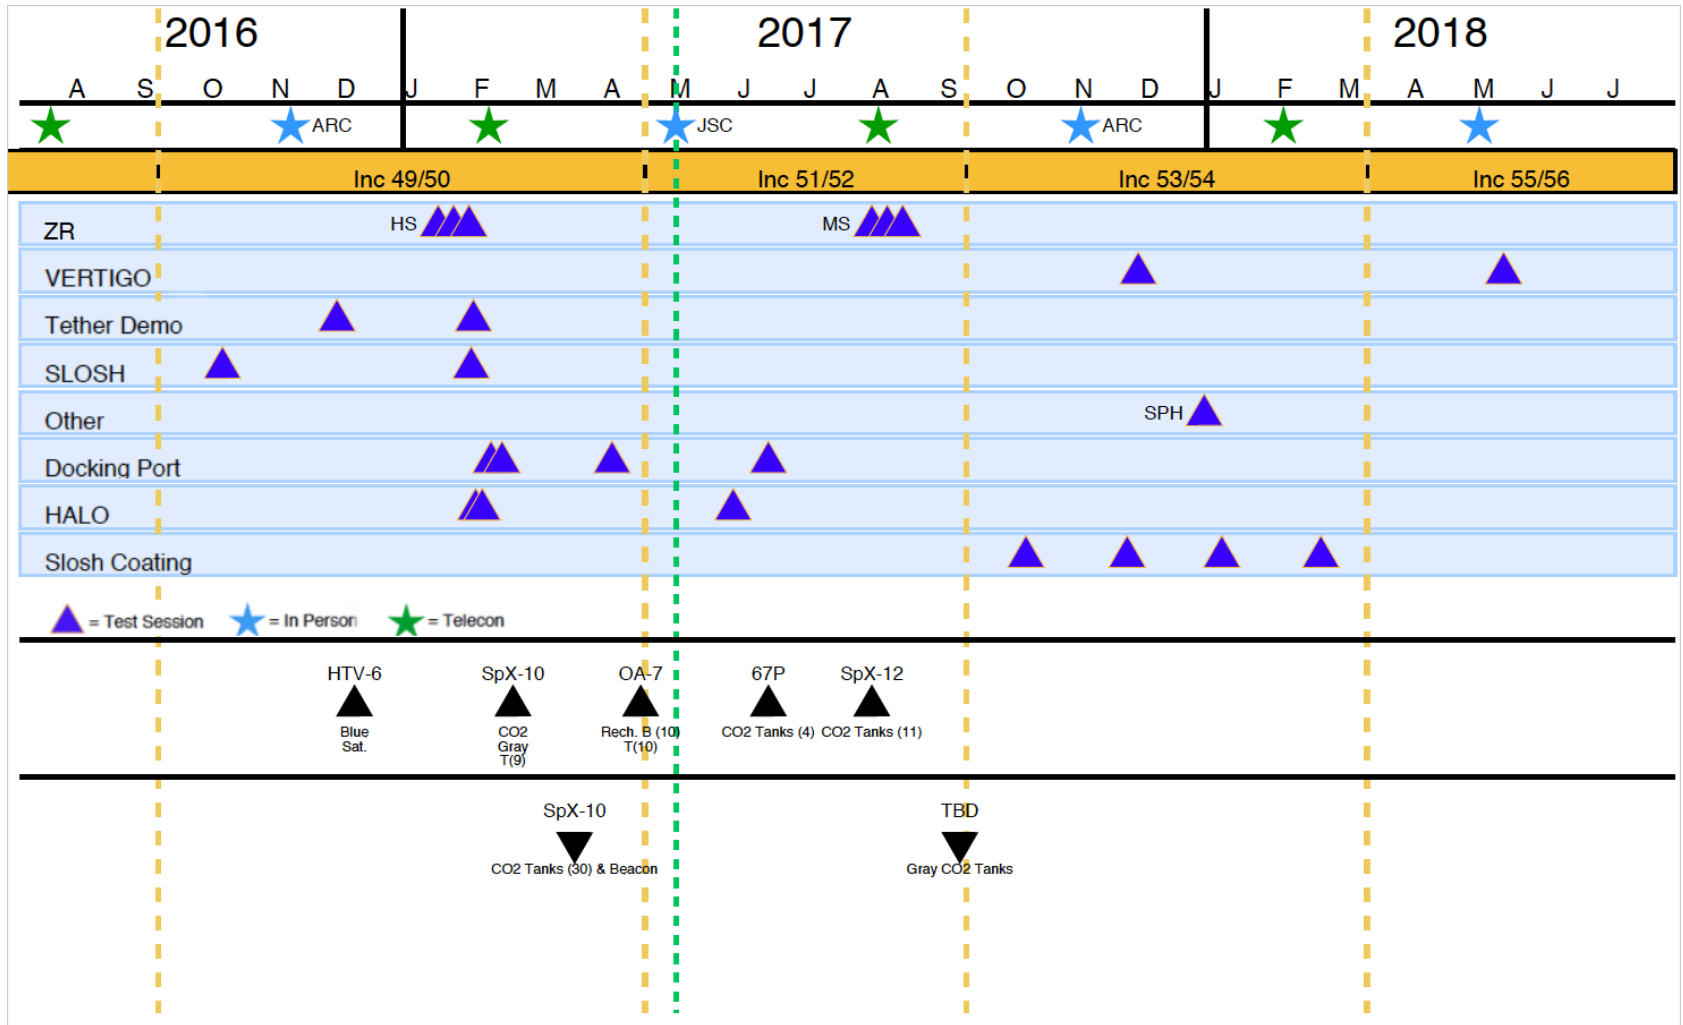 2016 2017 2018
A S O N D J F M A M J J A S O N D J F M A M J J
ARC JSC ARC
Inc 49/50 Inc 51/52 Inc 53/54 Inc 55/56
ZR HS MS
VERTIGO
Tether Demo
SLOSH
Other SPH
Docking Port
HALO
Slosh Coating
= Test Session = In Person = Telecon
HTV-6 SpX-10 OA-7 67P SpX-12
Blue CO2 Rech. B (10) CO2 Tanks (4) CO2 Tanks (11)
Sat. Gray T(10)
T(9)
SpX-10 TBD
CO2 Tanks (30) & Beacon Gray CO2 Tanks